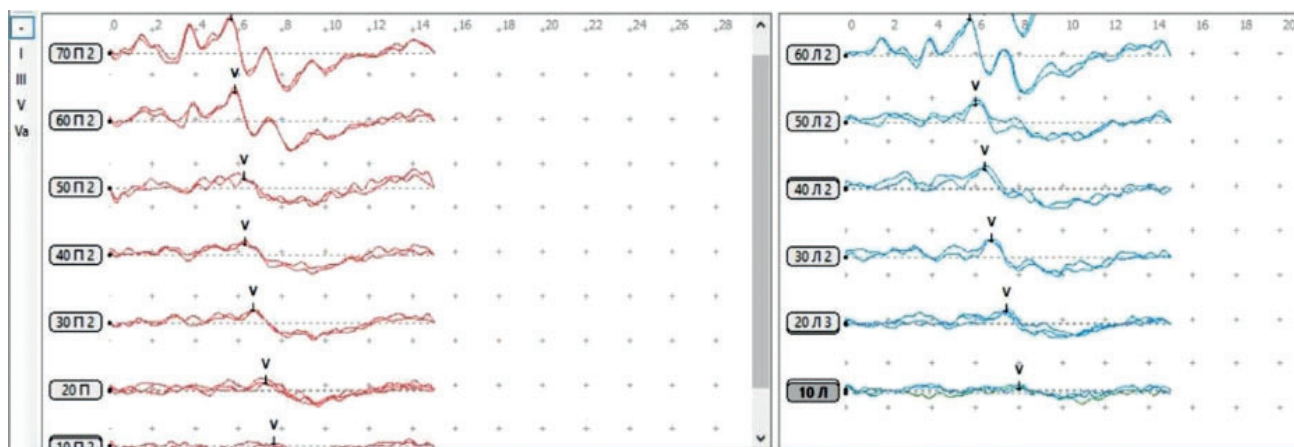 -
I
III
V
Va
,0 ,2 ,4 ,6 ,8 ,10 ,12 ,14 ,16 ,18 ,20 ,22 ,24 ,26 ,28
70 П 2
V
60 П 2
V
50 П 2
V
40 П 2
V
30 П 2
V
20 П
V
10 П 2
0 2 4 6 8 10 12 14 16 18 20
60 Л 2
V
50 Л 2
V
40 Л 2
V
30 Л 2
V
20 Л 3
V
10 Л